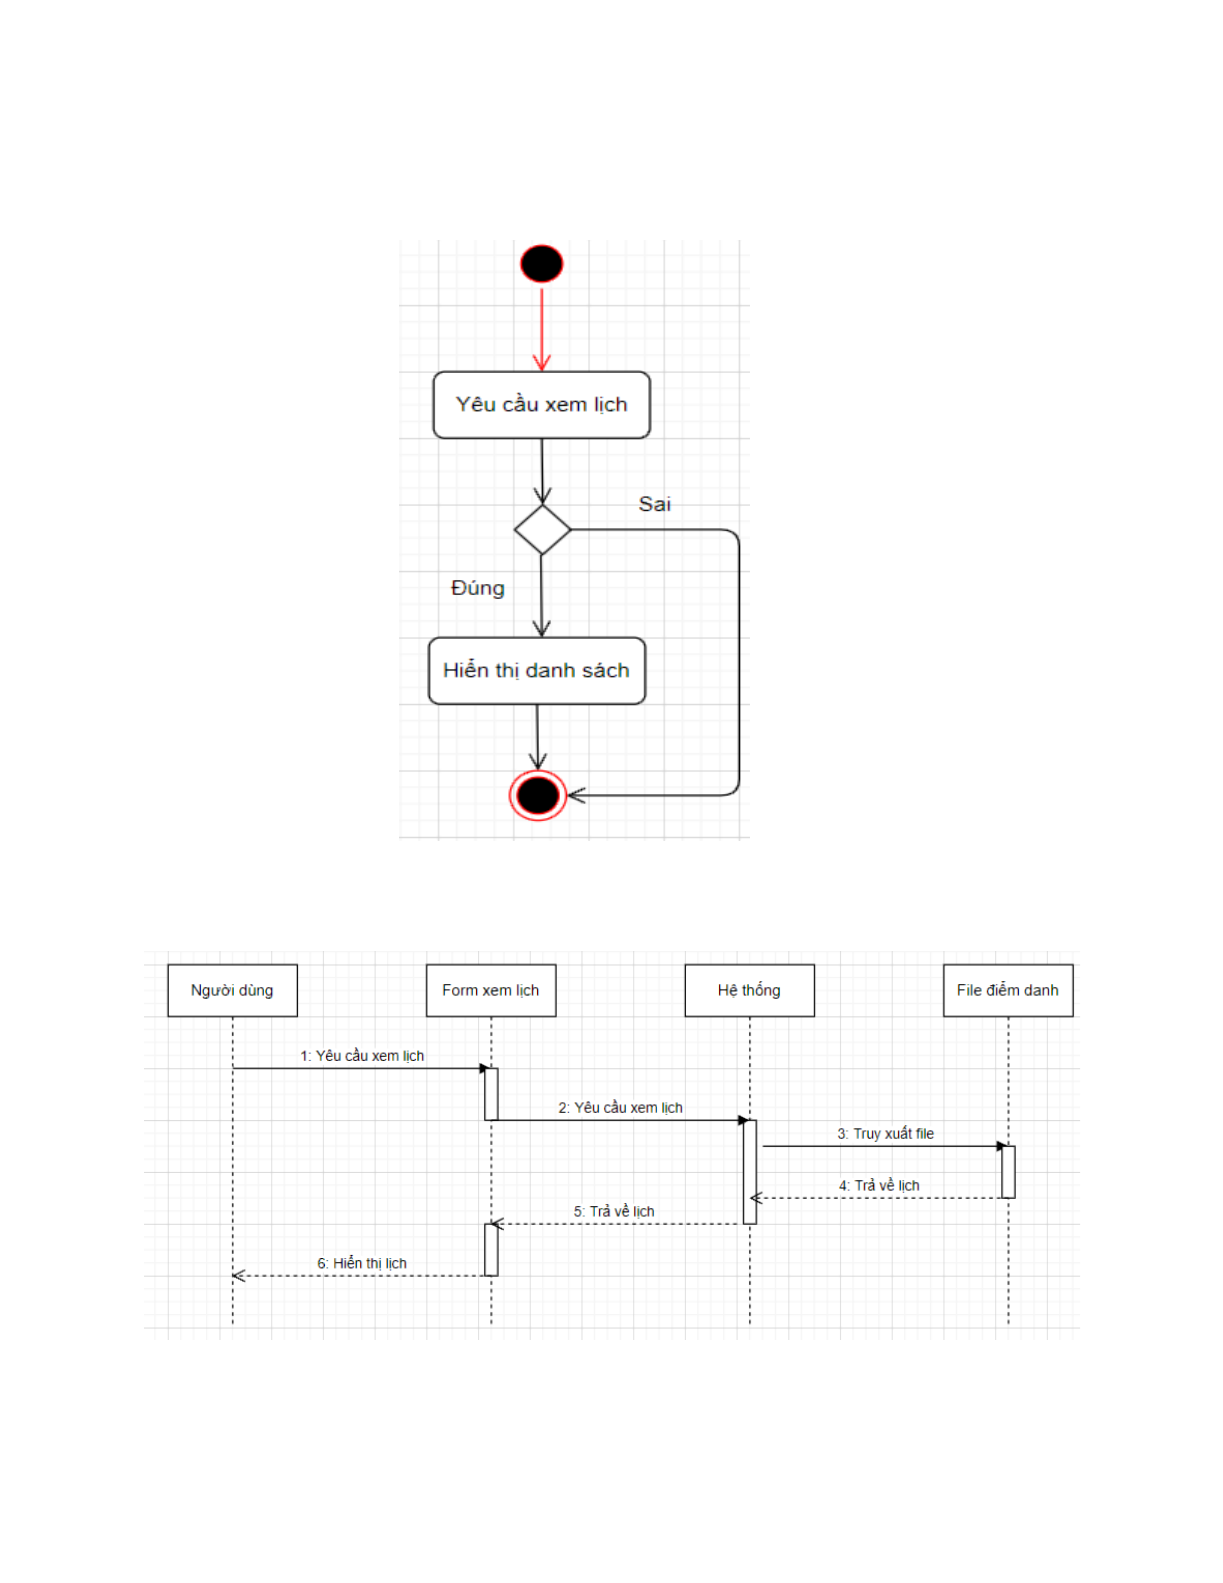 Yêu cầu xem lịch
Sai
Đúng
Hiển thị danh sách
Người dùng
Form xem lịch
Hệ thống
File điểm danh
1: Yêu cầu xem lịch
2: Yêu cầu xem lịch
3: Truy xuất file
4: Trả về lịch
5: Trả về lịch
6: Hiển thị lịch